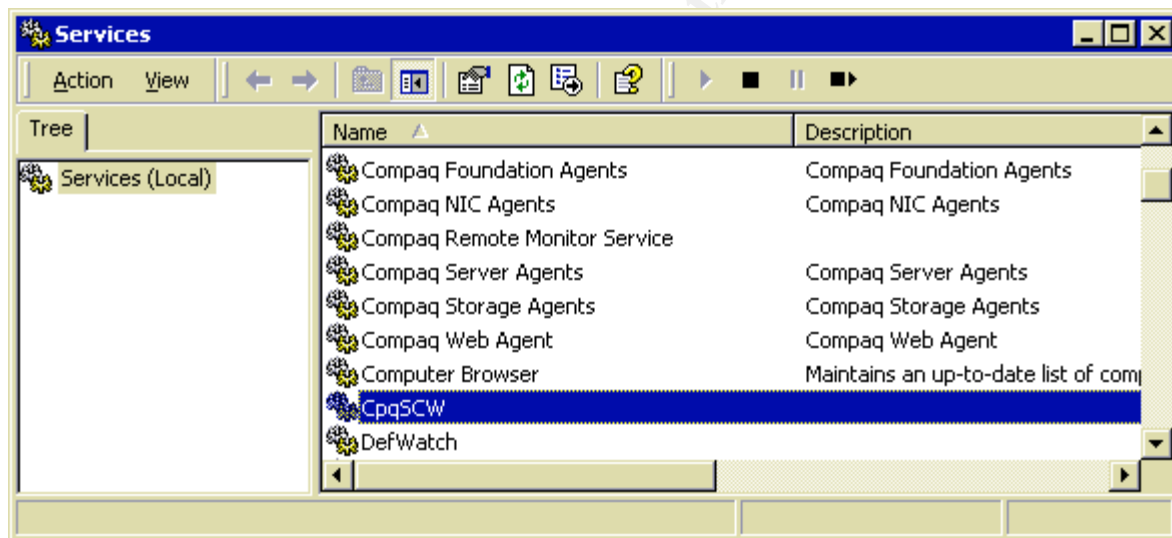 Services
Action View
Tree
Name Description
Services (Local)
Compaq Foundation Agents Compaq Foundation Agents
Compaq NIC Agents Compaq NIC Agents
Compaq Remote Monitor Service
Compaq Server Agents Compaq Server Agents
Compaq Storage Agents Compaq Storage Agents
Compaq Web Agent Compaq Web Agent
Computer Browser Maintains an up-to-date list of
CpqSCW
DefWatch